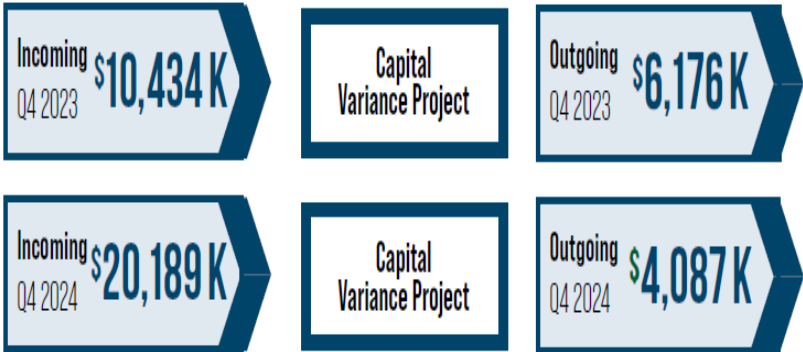 Incoming
Q4 2023
$10,434 K
Capital
Variance Project
Outgoing
Q4 2023
$6,176 K
Incoming
Q4 2024
$20,189 K
Capital
Variance Project
Outgoing
Q4 2024
$4,087 K